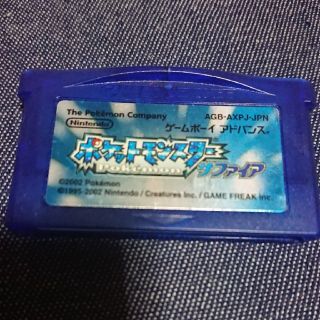 The Pokémon Company
Nintendo
AGB-AXPJ-JPN
ゲームボーイ アドバンス
ポケットモンスター
Pokémon
サファイア
©2002 Pokémon
©1995-2002 Nintendo / Creatures Inc. / GAME FREAK Inc.